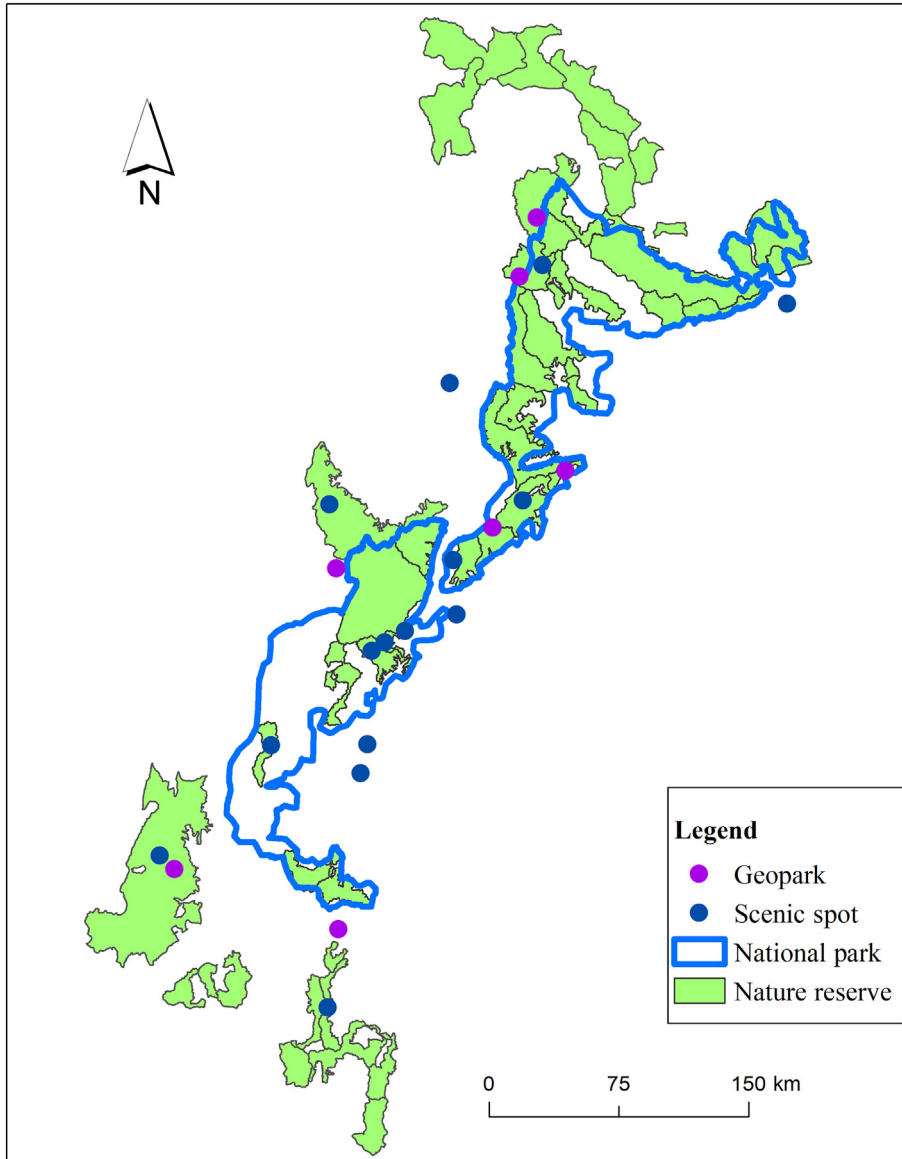 N
Legend
Geopark
Scenic spot
National park
Nature reserve
0 75 150 km